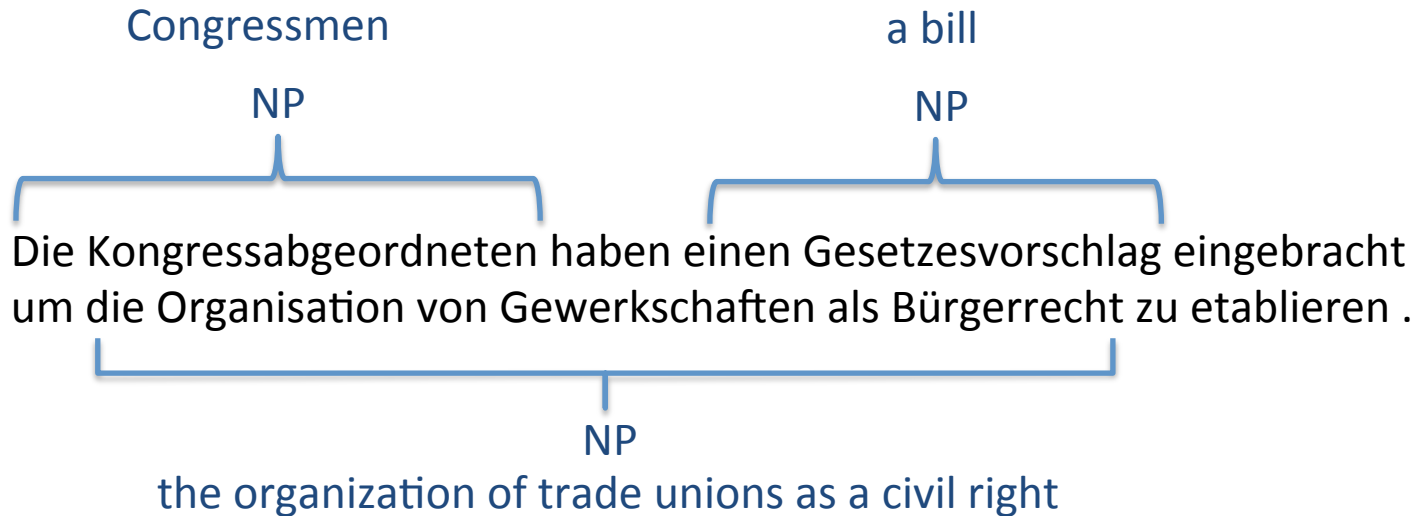 Congressmen a bill
NP NP
Die Kongressabgeordneten haben einen Gesetzesvorschlag eingebracht
um die Organisation von Gewerkschaften als Bürgerrecht zu etablieren .
NP
the organization of trade unions as a civil right